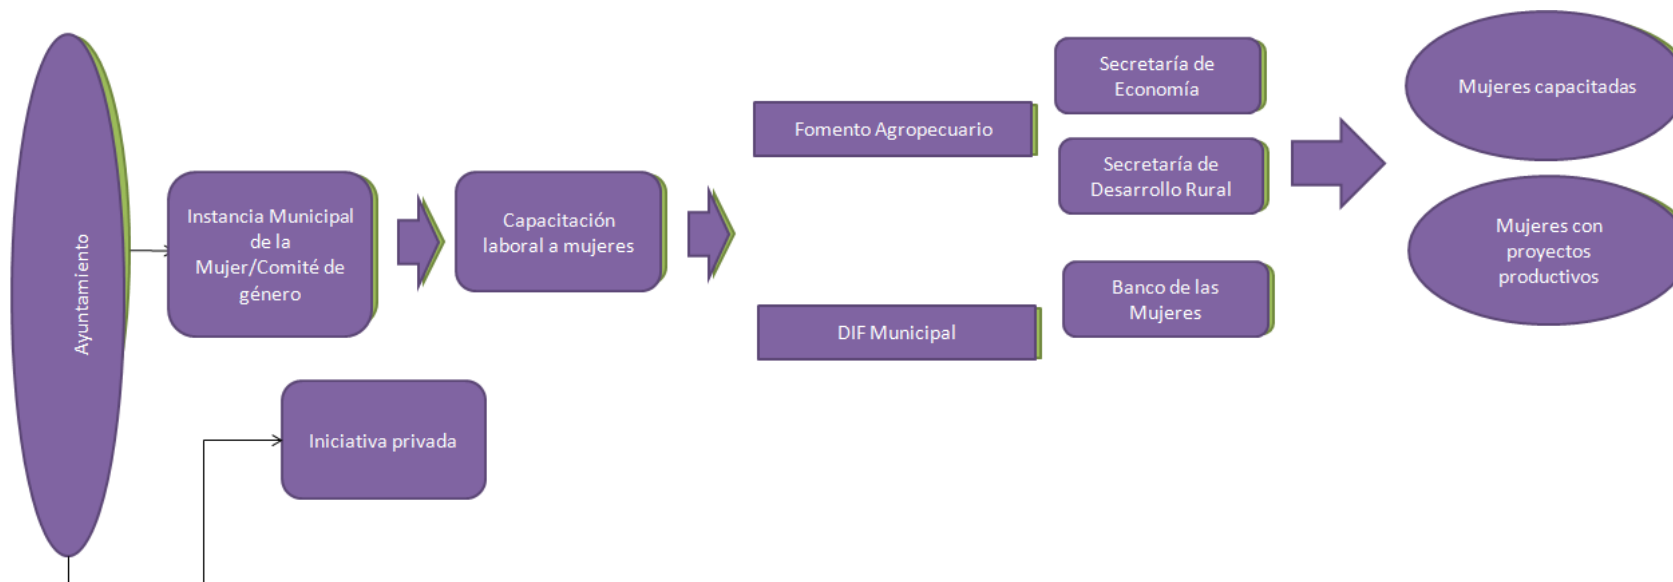 Ayuntamiento
Instancia Municipal
de la
Mujer/Comité de
género
Capacitación
laboral a mujeres
Iniciativa privada
Fomento Agropecuario
DIF Municipal
Secretaría de
Economía
Secretaría de
Desarrollo Rural
Banco de las
Mujeres
Mujeres capacitadas
Mujeres con
proyectos
productivos